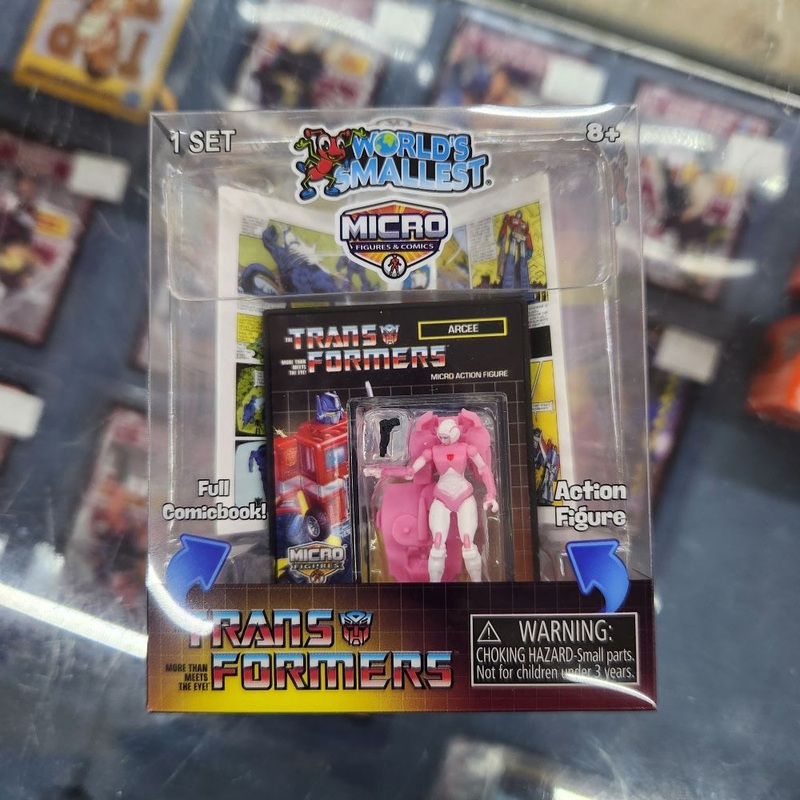 1 SET
8+
WORLD'S
SMALLEST®
MICRO
FIGURES & COMICS
THE TRANSFORMERS
MORE THAN
MEETS
THE EYE!
ARCEE
MICRO ACTION FIGURE
MICRO
FIGURES
Full
Comicbook!
Action
Figure
TRANS
FORMERS
MORE THAN
MEETS
THE EYE!
WARNING:
CHOKING HAZARD-Small parts.
Not for children under 3 years.